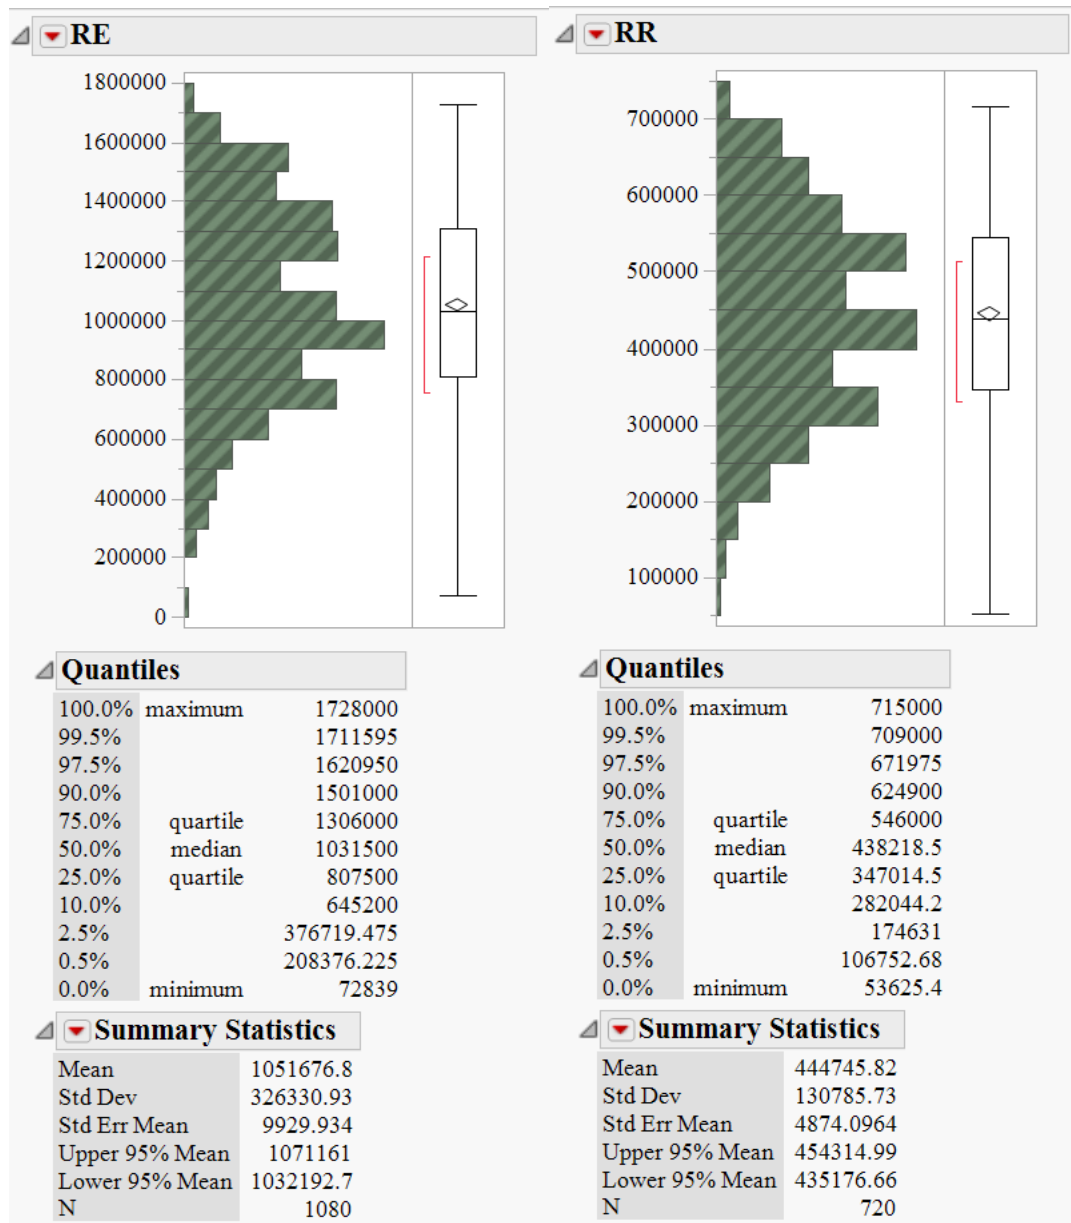 RE
1800000
1600000
1400000
1200000
1000000
800000
600000
400000
200000
0
Quantiles
100.0% maximum 1728000
99.5% 1711595
97.5% 1620950
90.0% 1501000
75.0% quartile 1306000
50.0% median 1031500
25.0% quartile 807500
10.0% 645200
2.5% 376719.475
0.5% 208376.225
0.0% minimum 72839
Summary Statistics
Mean 1051676.8
Std Dev 326330.93
Std Err Mean 9929.934
Upper 95% Mean 1071161
Lower 95% Mean 1032192.7
N 1080
RR
700000
600000
500000
400000
300000
200000
100000
Quantiles
100.0% maximum 715000
99.5% 709000
97.5% 671975
90.0% 624900
75.0% quartile 546000
50.0% median 438218.5
25.0% quartile 347014.5
10.0% 282044.2
2.5% 174631
0.5% 106752.68
0.0% minimum 53625.4
Summary Statistics
Mean 444745.82
Std Dev 130785.73
Std Err Mean 4874.0964
Upper 95% Mean 454314.99
Lower 95% Mean 435176.66
N 720